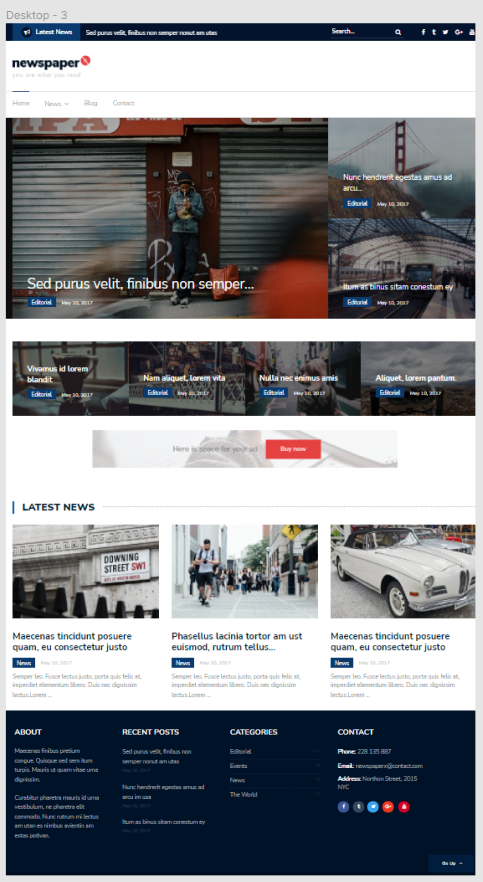 Desktop - 3
Latest News
Sed purus velit, finibus non semper nonut am utas
Search...
newspaper
you are what you read
Home
News
Blog
Contact
Sed purus velit, finibus non semper...
Editorial
May 10, 2017
Nunc hendrerit egestas amus ad
arcu...
Editorial
May 10, 2017
Itum as binus sitam conestum ey
Editorial
May 10, 2017
Vivamus id lorem
blandit
Editorial
May 10, 2017
Nam aliquet, lorem vita
Editorial
May 10, 2017
Nulla nec enimus amis
Editorial
May 10, 2017
Aliquet, lorem pantum.
Editorial
May 10, 2017
Here is space for your ad
Buy now
LATEST NEWS
DOWNING
STREET SW1
Maecenas tincidunt posuere
quam, eu consectetur justo
News
May 10, 2017
Semper leo. Fusce lectus justo, porta quis felis at,
imperdiet elementum libero. Duis nec dignissim
lectus.Lorem ...
Phasellus lacinia tortor am ust
euismod, rutrum tellus...
News
May 10, 2017
Semper leo. Fusce lectus justo, porta quis felis at,
imperdiet elementum libero. Duis nec dignissim
lectus.Lorem ...
Maecenas tincidunt posuere
quam, eu consectetur justo
News
May 10, 2017
Semper leo. Fusce lectus justo, porta quis felis at,
imperdiet elementum libero. Duis nec dignissim
lectus.Lorem ...
ABOUT
Maecenas finibus pretium
congue. Quisque sed sem itum
turpis. Mauris ut quam vitae urna
dignissim.
Curabitur pharetra mauris id urna
vestibulum, ne pharetra elit
commodo. Nunc rutrum mi lectus
am utan es nimbus avientin am
estas potivan.
RECENT POSTS
Sed purus velit, finibus non
semper nonut am utas
May 10, 2017
Nunc hendrerit egestas amus ad
arcu im usa
May 10, 2017
Itum as binus sitam conestum ey
May 10, 2017
CATEGORIES
Editorial
Events
News
The World
CONTACT
Phone: 228 135 887
Email: newspaperx@contact.com
Address: Northon Street, 2015
NYC
Go Up